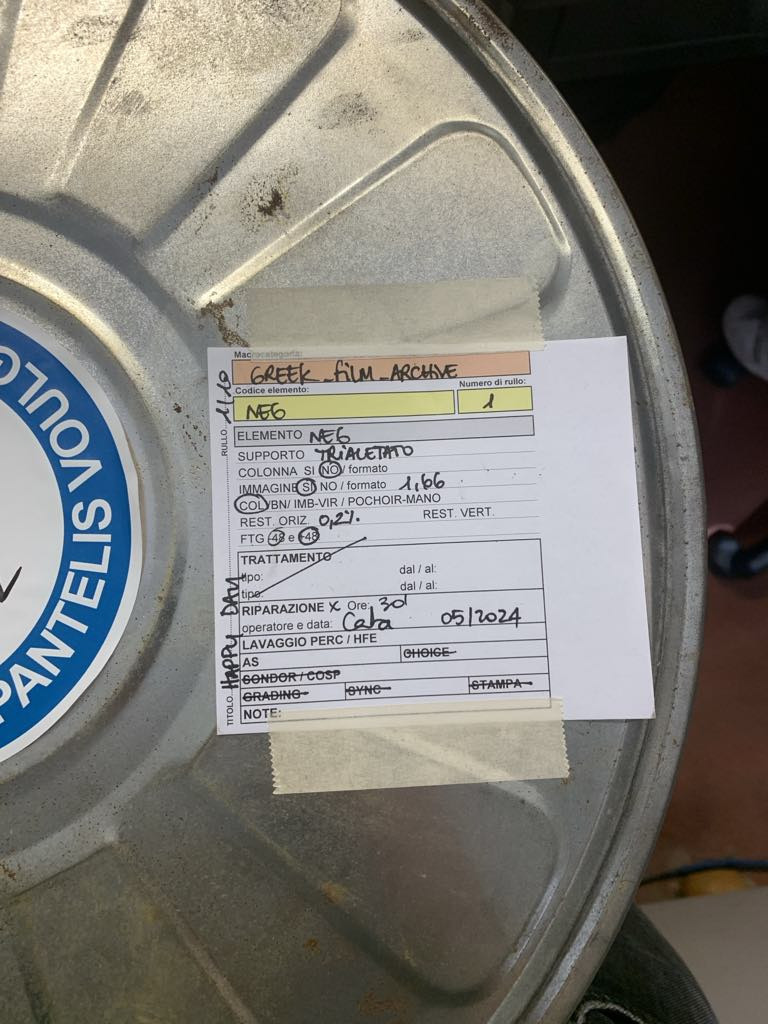 PANTELIS VOULG
Macrocategoria:
GREEK_FILM_ARCHIVE
Codice elemento:
Numero di rullo:
NEG
1
ELEMENTO NEG
SUPPORTO TRIACETATO
COLONNA SI NO/ formato
IMMAGINE SI NO / formato 1,66
COL/BN/ IMB-VIR / POCHOIR-MANO
REST. ORIZ. 0,2%. REST. VERT.
FTG -48 e +48
TRATTAMENTO
tipo: dal / al:
tipo: dal / al:
RIPARAZIONE X Ore: 30'
operatore e data: 05/2024
LAVAGGIO PERC / HFE
AS CHOICE
SONDOR / COSP
GRADING SYNC STAMPA
NOTE:
TITOLO HAPPY DAY RULLO 1/10